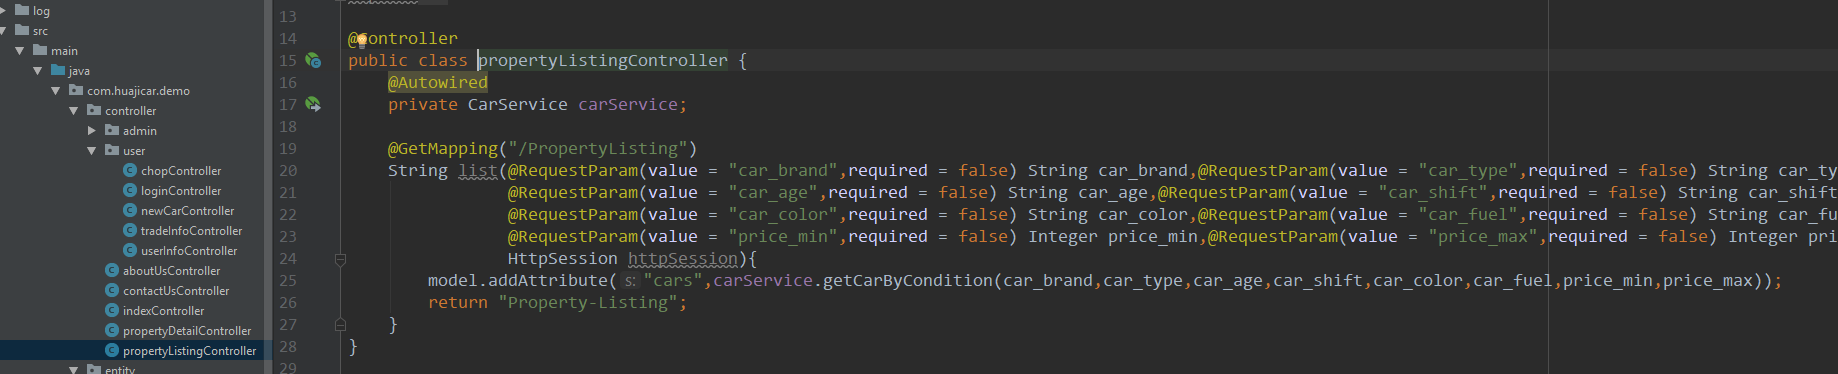 log
src
main
java
com.huajicar.demo
controller
admin
user
chopController
loginController
newCarController
tradeInfoController
userInfoController
aboutUsController
contactUsController
indexController
propertyDetailController
propertyListingController
entity
13
14 @Controller
15 public class propertyListingController {
16 @Autowired
17 private CarService carService;
18
19 @GetMapping("/PropertyListing")
20 String list(@RequestParam(value = "car_brand",required = false) String car_brand,@RequestParam(value = "car_type",required = false) String car_ty
21 @RequestParam(value = "car_age",required = false) String car_age,@RequestParam(value = "car_shift",required = false) String car_shift
22 @RequestParam(value = "car_color",required = false) String car_color,@RequestParam(value = "car_fuel",required = false) String car_fu
23 @RequestParam(value = "price_min",required = false) Integer price_min,@RequestParam(value = "price_max",required = false) Integer pri
24 HttpSession httpSession){
25 model.addAttribute( s: "cars",carService.getCarByCondition(car_brand,car_type,car_age,car_shift,car_color,car_fuel,price_min,price_max));
26 return "Property-Listing";
27 }
28 }
29